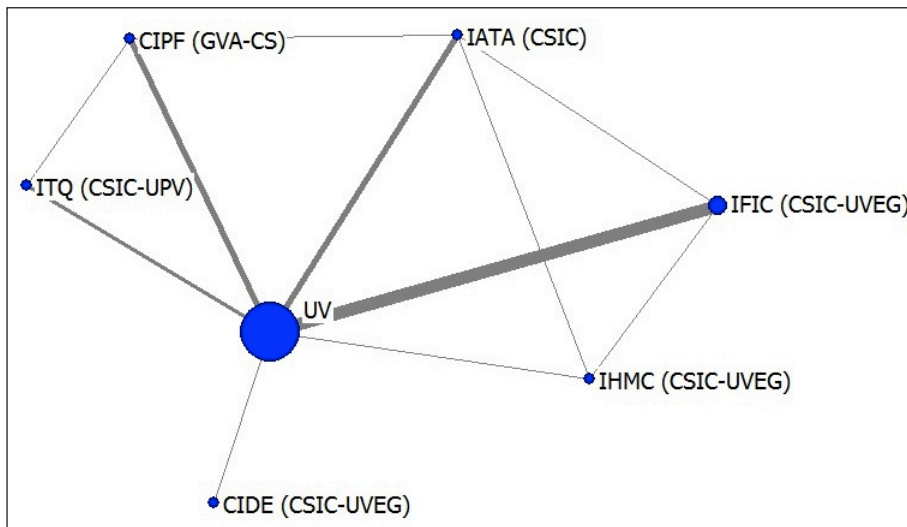 CIPF (GVA-CS)
IATA (CSIC)
ITQ (CSIC-UPV)
IFIC (CSIC-UVEG)
UV
IHMC (CSIC-UVEG)
CIDE (CSIC-UVEG)